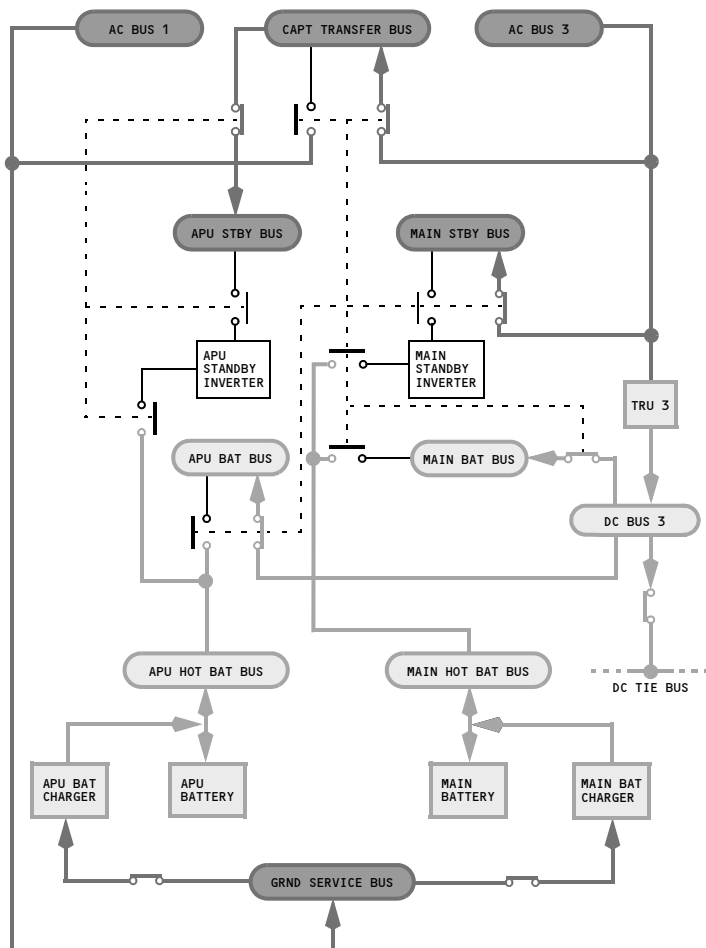 AC BUS 1
CAPT TRANSFER BUS
AC BUS 3
APU STBY BUS
MAIN STBY BUS
APU
STANDBY
INVERTER
MAIN
STANDBY
INVERTER
TRU 3
APU BAT BUS
MAIN BAT BUS
DC BUS 3
APU HOT BAT BUS
MAIN HOT BAT BUS
DC TIE BUS
APU BAT
CHARGER
APU
BATTERY
MAIN
BATTERY
MAIN BAT
CHARGER
GRND SERVICE BUS